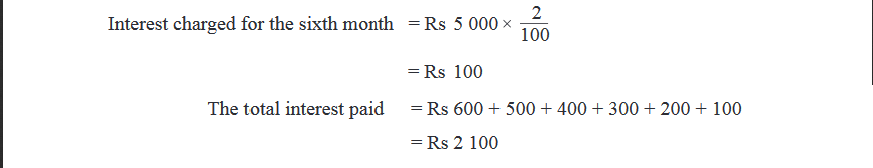 Interest charged for the sixth month = Rs 5 000 × 2/100
= Rs 100
The total interest paid = Rs 600 + 500 + 400 + 300 + 200 + 100
= Rs 2 100